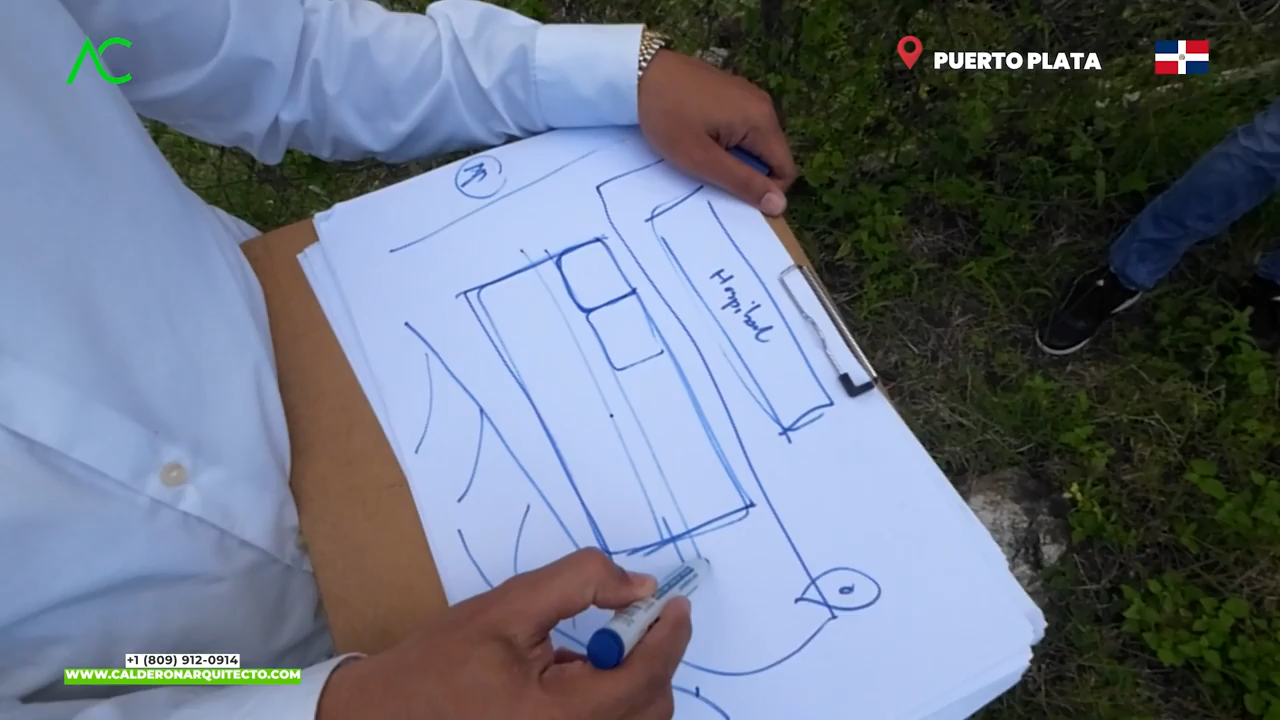 AC
PUERTO PLATA
Hospital
+1 (809) 912-0914
WWW.CALDERONARQUITECTO.COM